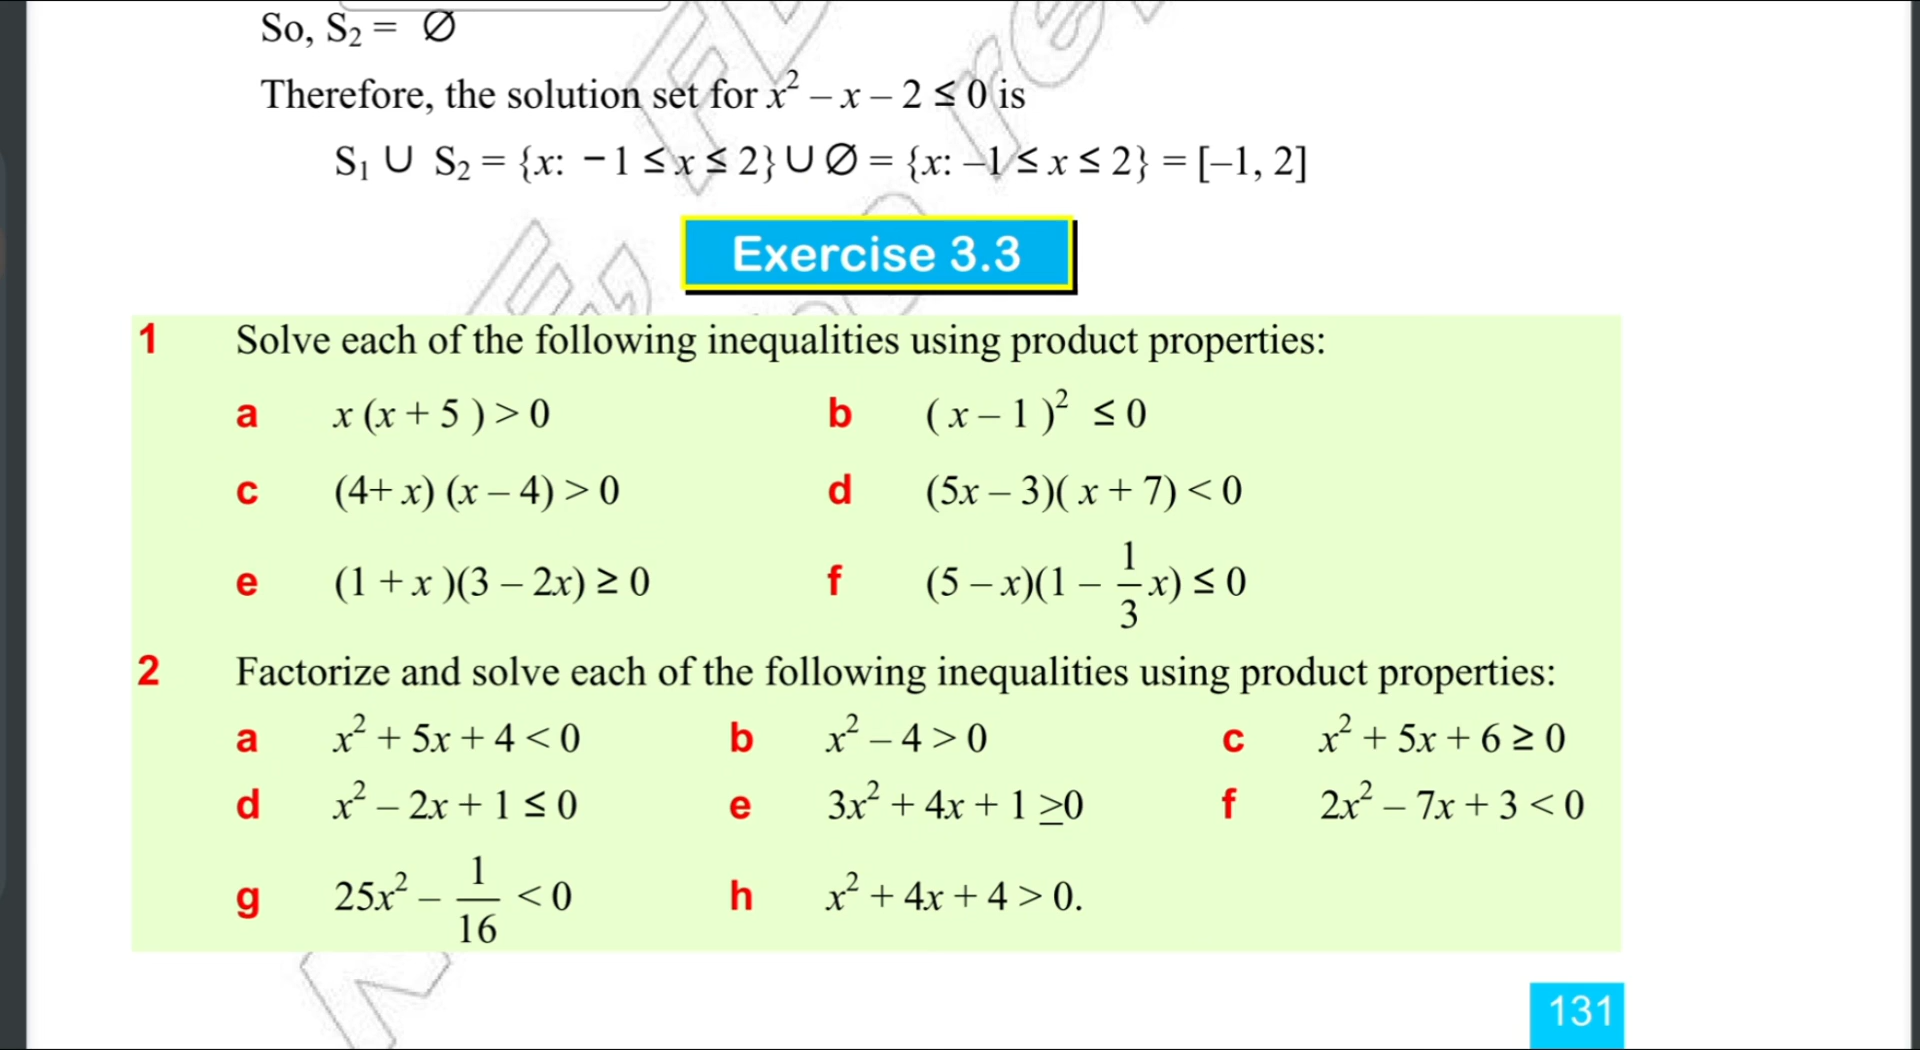 So, S₂ = ∅
Therefore, the solution set for x² – x – 2 ≤ 0 is
S₁ ∪ S₂ = {x: −1 ≤ x ≤ 2} ∪ ∅ = {x: –1 ≤ x ≤ 2} = [–1, 2]
Exercise 3.3
1 Solve each of the following inequalities using product properties:
a x (x + 5 ) > 0 b ( x – 1 )² ≤ 0
c (4+ x) (x – 4) > 0 d (5x – 3)( x + 7) < 0
e (1 + x )(3 – 2x) ≥ 0 f (5 – x)(1 – 1/3 x) ≤ 0
2 Factorize and solve each of the following inequalities using product properties:
a x² + 5x + 4 < 0 b x² – 4 > 0 c x² + 5x + 6 ≥ 0
d x² – 2x + 1 ≤ 0 e 3x² + 4x + 1 ≥0 f 2x² – 7x + 3 < 0
g 25x² – 1/16 < 0 h x² + 4x + 4 > 0.
131